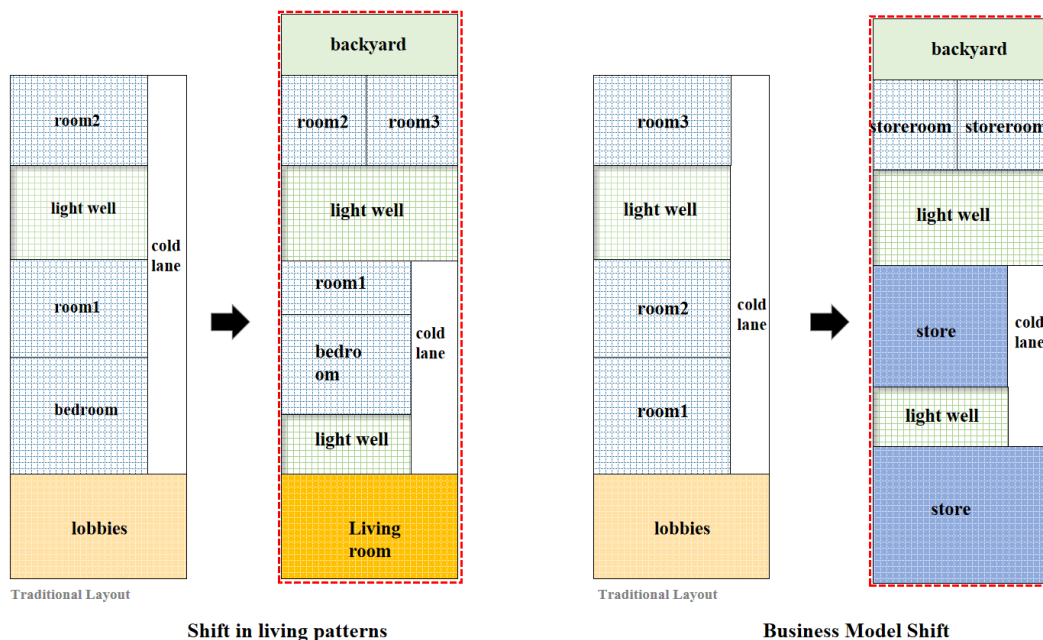 room2
light well
cold
lane
room1
bedroom
lobbies
Traditional Layout
backyard
room2
room3
light well
room1
cold
lane
bedro
om
light well
Living
room
Shift in living patterns
room3
light well
room2
cold
lane
room1
lobbies
Traditional Layout
backyard
storeroom
storeroom
light well
store
cold
lane
light well
store
Business Model Shift